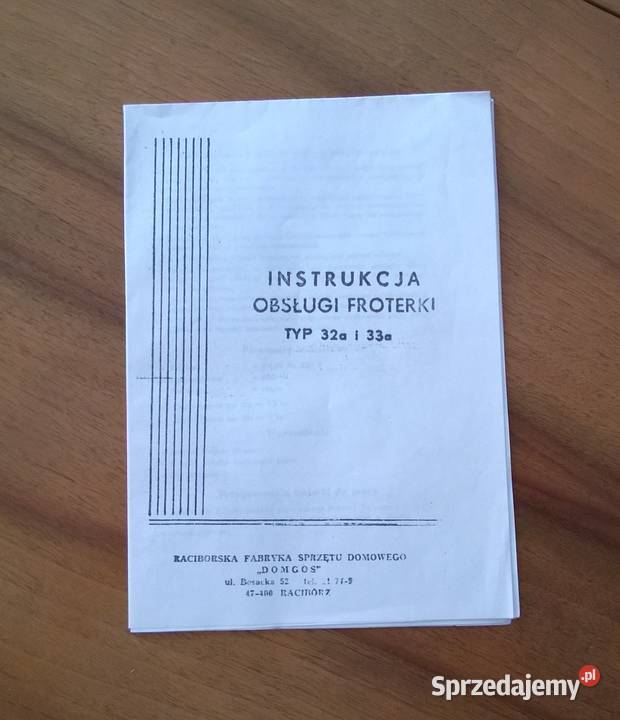 INSTRUKCJA
OBSŁUGI FROTERKI
TYP 32a i 33a
RACIBORSKA FABRYKA SPRZĘTU DOMOWEGO
„DOMGOS"
ul. Bosacka 52 tel.
47-400 RACIBÓRZ
Sprzedajemy.pl